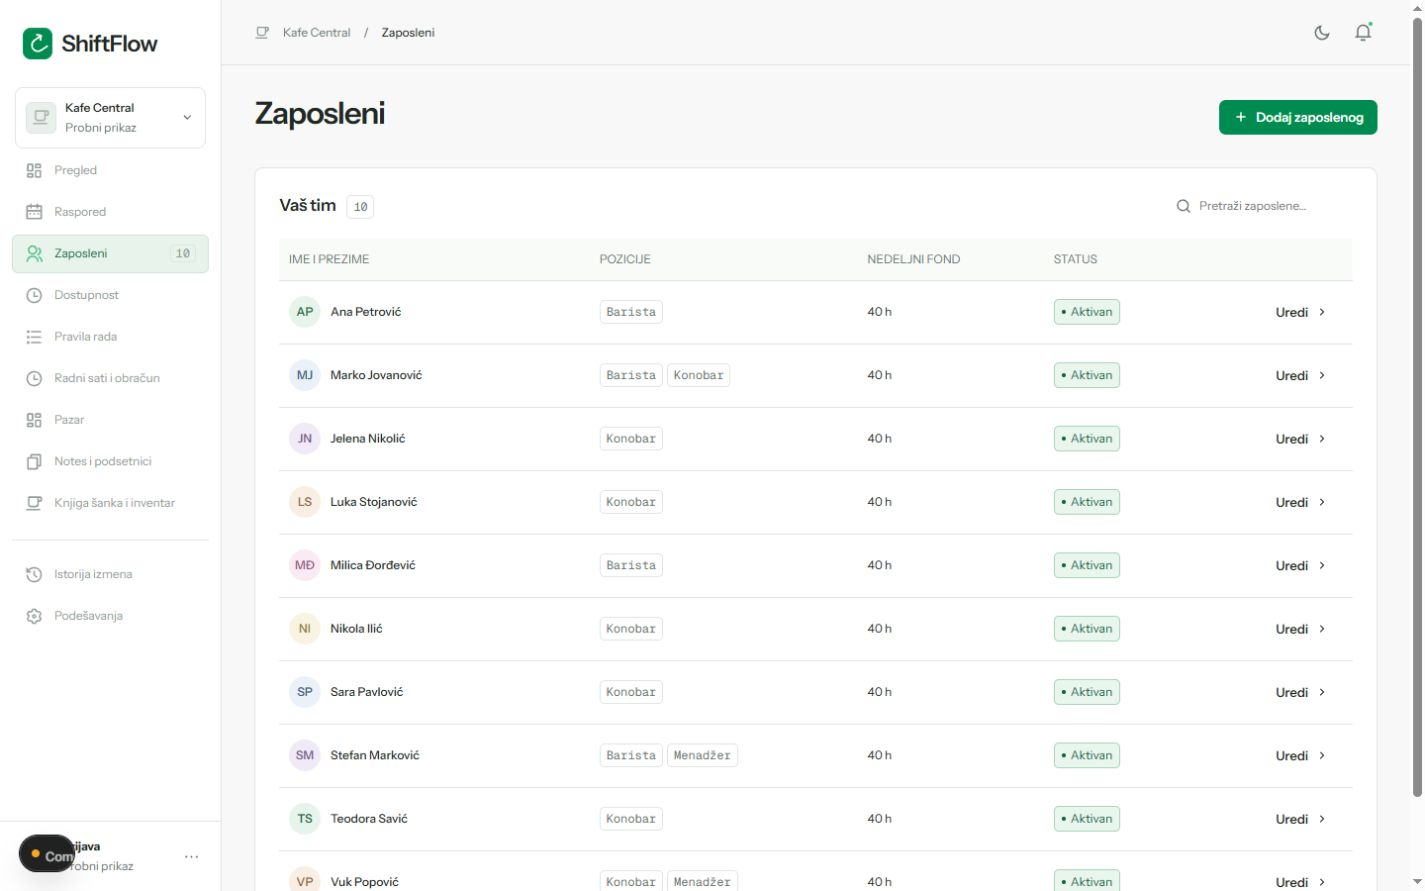 ShiftFlow
Kafe Central
Probni prikaz
Pregled
Raspored
Zaposleni 10
Dostupnost
Pravila rada
Radni sati i obračun
Pazar
Notes i podsetnici
Knjiga šanka i inventar
Istorija izmena
Podešavanja
Kafe Central / Zaposleni
Zaposleni
+ Dodaj zaposlenog
Vaš tim 10
Pretraži zaposlene...
IME I PREZIME POZICIJE NEDELJNI FOND STATUS
AP Ana Petrović Barista 40 h Aktivan Uredi
MJ Marko Jovanović Barista Konobar 40 h Aktivan Uredi
JN Jelena Nikolić Konobar 40 h Aktivan Uredi
LS Luka Stojanović Konobar 40 h Aktivan Uredi
MĐ Milica Đorđević Barista 40 h Aktivan Uredi
NI Nikola Ilić Konobar 40 h Aktivan Uredi
SP Sara Pavlović Konobar 40 h Aktivan Uredi
SM Stefan Marković Barista Menadžer 40 h Aktivan Uredi
TS Teodora Savić Konobar 40 h Aktivan Uredi
VP Vuk Popović Konobar Menadžer 40 h Aktivan Uredi
Com
prikaz